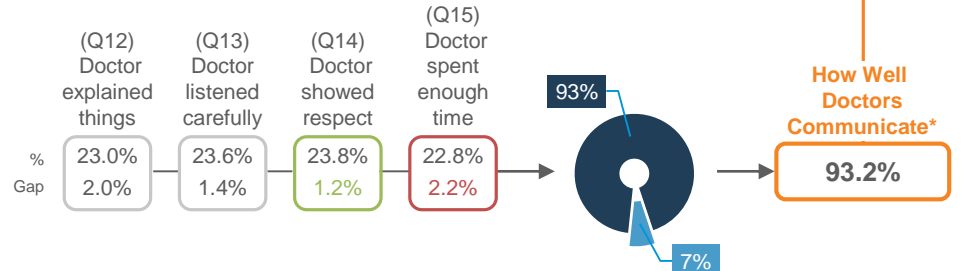 (Q12)
Doctor
explained
things
(Q13)
Doctor
listened
carefully
(Q14)
Doctor
showed
respect
(Q15)
Doctor
spent
enough
time
% 23.0% 23.6% 23.8% 22.8%
Gap 2.0% 1.4% 1.2% 2.2%
93%
7%
How Well
Doctors
Communicate*
93.2%